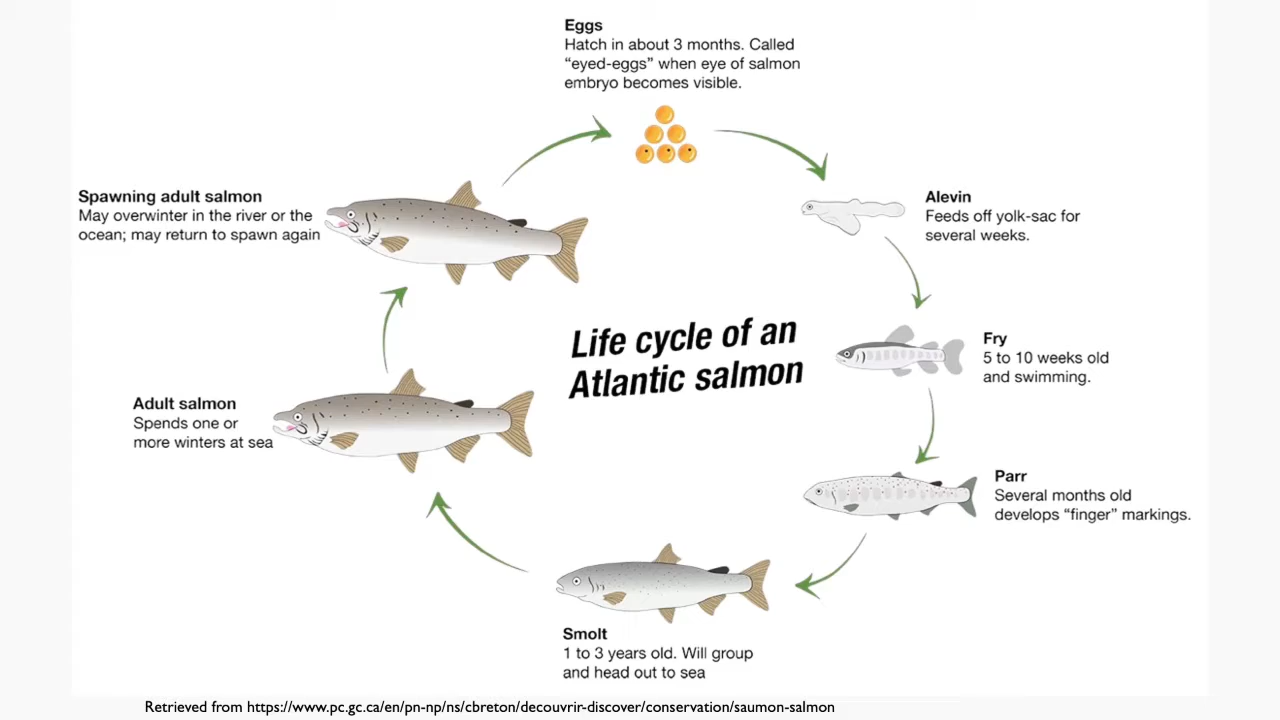 Eggs
Hatch in about 3 months. Called
“eyed-eggs” when eye of salmon
embryo becomes visible.
Alevin
Feeds off yolk-sac for
several weeks.
Fry
5 to 10 weeks old
and swimming.
Parr
Several months old
develops “finger” markings.
Smolt
1 to 3 years old. Will group
and head out to sea
Adult salmon
Spends one or
more winters at sea
Spawning adult salmon
May overwinter in the river or the
ocean; may return to spawn again
Life cycle of an
Atlantic salmon
Retrieved from https://www.pc.gc.ca/en/pn-np/ns/cbreton/decouvrir-discover/conservation/saumon-salmon